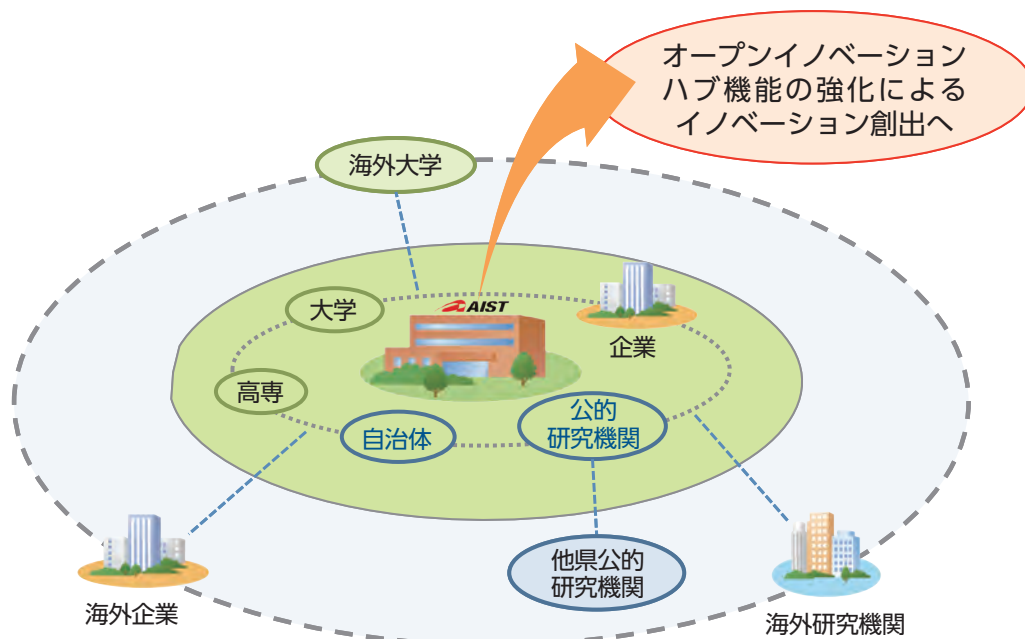 オープンイノベーション
ハブ機能の強化による
イノベーション創出へ
海外大学
大学
AIST
企業
高専
自治体
公的
研究機関
他県公的
研究機関
海外企業
海外研究機関